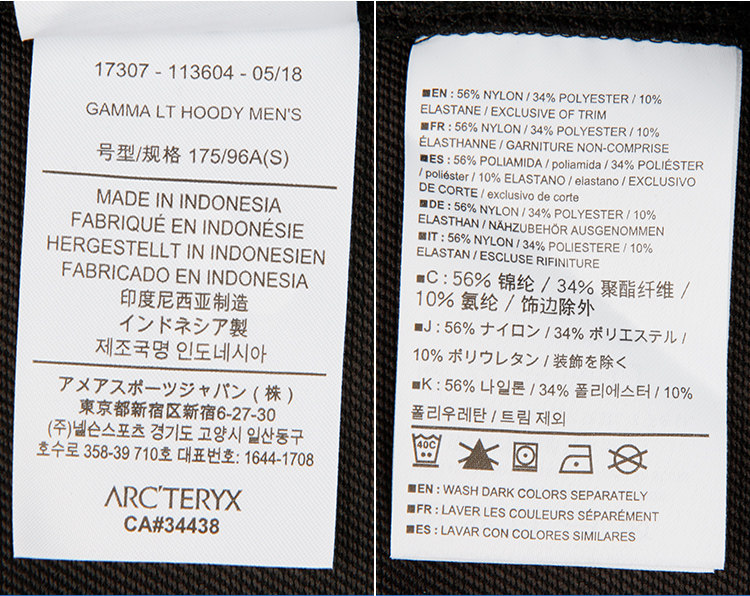 17307 - 113604 - 05/18
GAMMA LT HOODY MEN'S
号型/规格 175/96A(S)
MADE IN INDONESIA
FABRIQUÉ EN INDONÉSIE
HERGESTELLT IN INDONESIEN
FABRICADO EN INDONESIA
印度尼西亚制造
インドネシア製
제조국명 인도네시아
アメアスポーツジャパン ( 株 )
東京都新宿区新宿6-27-30
(주)넬슨스포츠 경기도 고양시 일산동구
호수로 358-39 710호 대표번호: 1644-1708
ARC'TERYX
CA#34438
■EN : 56% NYLON / 34% POLYESTER / 10%
ELASTANE / EXCLUSIVE OF TRIM
■FR : 56% NYLON / 34% POLYESTER / 10%
ÉLASTHANNE / GARNITURE NON-COMPRISE
■ES : 56% POLIAMIDA / poliamida / 34% POLIÉSTER
/ poliéster / 10% ELASTANO / elastano / EXCLUSIVO
DE CORTE / exclusivo de corte
■DE : 56% NYLON / 34% POLYESTER / 10%
ELASTHAN / NÄHZUBEHÖR AUSGENOMMEN
■IT : 56% NYLON / 34% POLIESTERE / 10%
ELASTAN / ESCLUSE RIFINITURE
■C : 56% 锦纶 / 34% 聚酯纤维 /
10% 氨纶 / 饰边除外
■J : 56% ナイロン / 34% ポリエステル /
10% ポリウレタン / 装飾を除く
■K : 56% 나일론 / 34% 폴리에스터 / 10%
폴리우레탄 / 트림 제외
40C
■EN : WASH DARK COLORS SEPARATELY
■FR : LAVER LES COULEURS SÉPARÉMENT
■ES : LAVAR CON COLORES SIMILARES